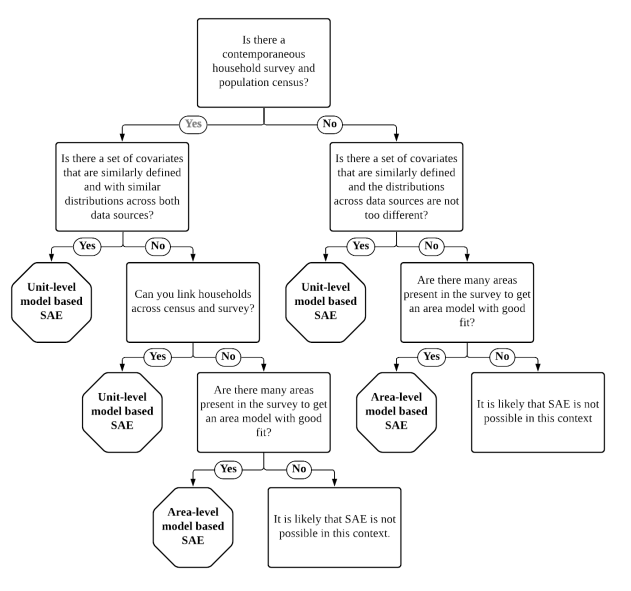 Is there a
contemporaneous
household survey and
population census?
Yes
No
Is there a set of covariates
that are similarly defined
and with similar
distributions across both
data sources?
Is there a set of covariates
that are similarly defined
and the distributions
across data sources are not
too different?
Yes
No
Yes
No
Unit-level
model based
SAE
Can you link households
across census and survey?
Unit-level
model based
SAE
Are there many areas
present in the survey to get
an area model with good
fit?
Yes
No
Yes
No
Unit-level
model based
SAE
Are there many areas
present in the survey to get
an area model with good
fit?
Area-level
model based
SAE
It is likely that SAE is not
possible in this context
Yes
No
Area-level
model based
SAE
It is likely that SAE is not
possible in this context.